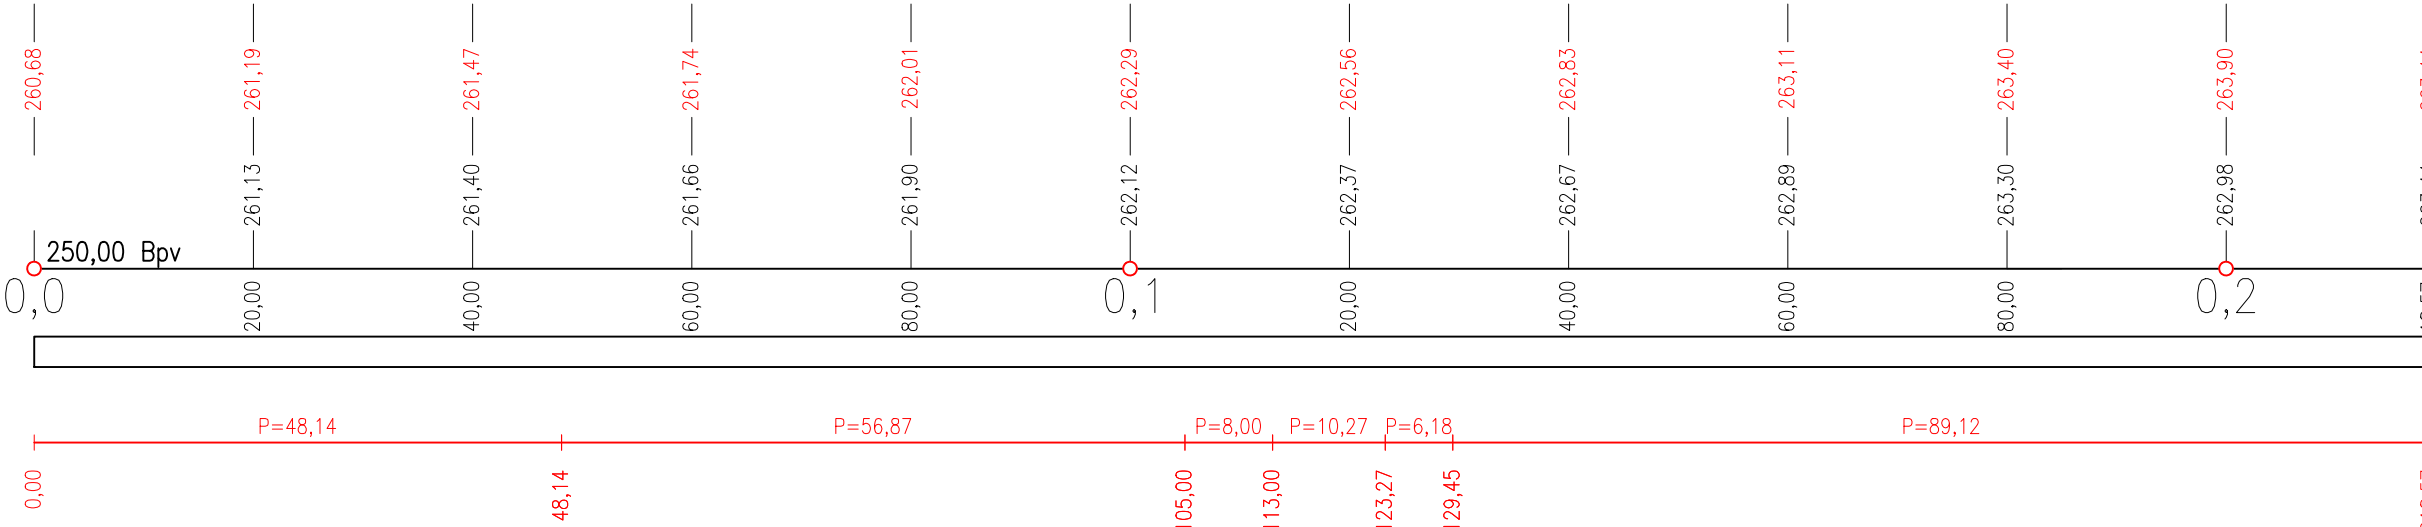 260,68 261,19 261,47 261,74 262,01 262,29 262,56 262,83 263,11 263,40 263,90
261,13 261,40 261,66 261,90 262,12 262,37 262,67 262,89 263,30 262,98
250,00 Bpv
0,0 20,00 40,00 60,00 80,00 0,1 20,00 40,00 60,00 80,00 0,2
P=48,14 P=56,87 P=8,00 P=10,27 P=6,18 P=89,12
0,00 48,14 105,00 113,00 123,27 129,45